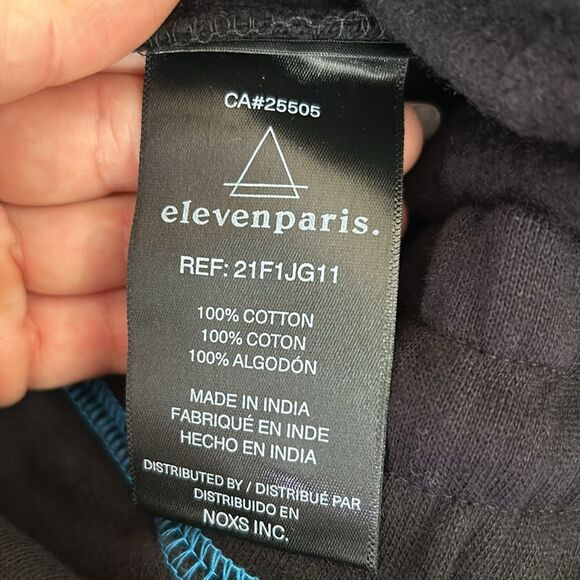 CA#25505
elevenparis.
REF: 21F1JG11
100% COTTON
100% COTON
100% ALGODÓN
MADE IN INDIA
FABRIQUÉ EN INDE
HECHO EN INDIA
DISTRIBUTED BY / DISTRIBUÉ PAR
DISTRIBUIDO EN
NOXS INC.